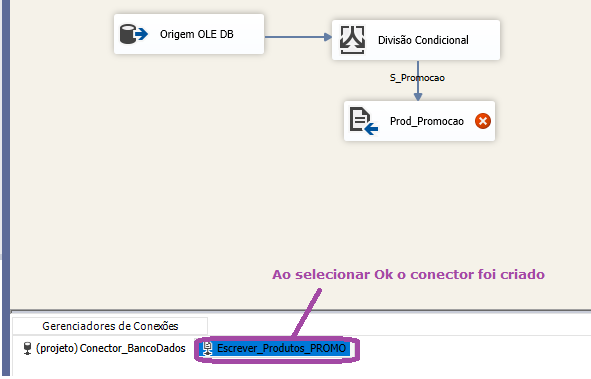 Origem OLE DB
Divisão Condicional
S_Promocao
Prod_Promocao
Ao selecionar Ok o conector foi criado
Gerenciadores de Conexões
(projeto) Conector_BancoDados
Escrever_Produtos_PROMO